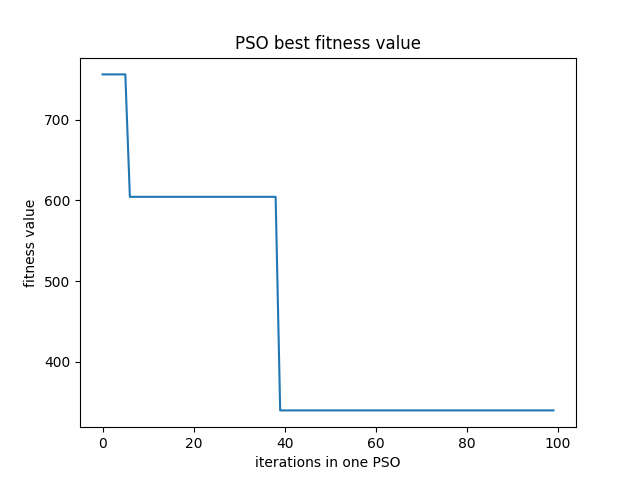 PSO best fitness value
700
600
500
400
fitness value
0 20 40 60 80 100
iterations in one PSO